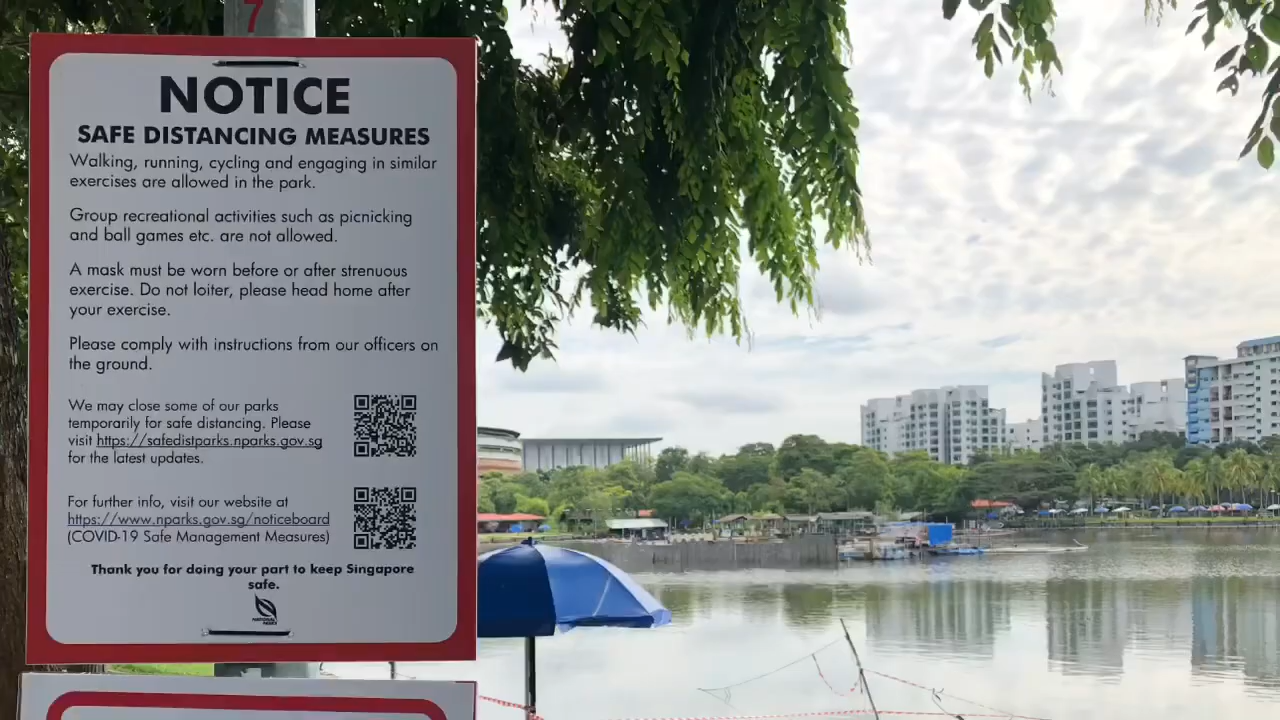 7
NOTICE
SAFE DISTANCING MEASURES
Walking, running, cycling and engaging in similar
exercises are allowed in the park.
Group recreational activities such as picnicking
and ball games etc. are not allowed.
A mask must be worn before or after strenuous
exercise. Do not loiter, please head home after
your exercise.
Please comply with instructions from our officers on
the ground.
We may close some of our parks
temporarily for safe distancing. Please
visit https://safedistparks.nparks.gov.sg
for the latest updates.
For further info, visit our website at
https://www.nparks.gov.sg/noticeboard
(COVID-19 Safe Management Measures)
Thank you for doing your part to keep Singapore
safe.
NATIONAL
PARKS